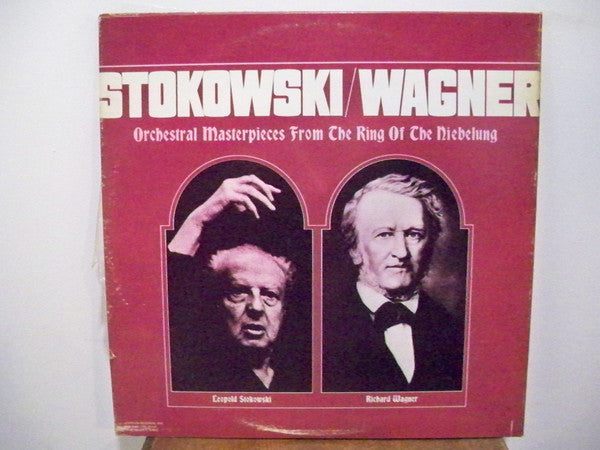 STOKOWSKI/WAGNER
Orchestral Masterpieces From The Ring Of The Niebelung
Leopold Stokowski
Richard Wagner